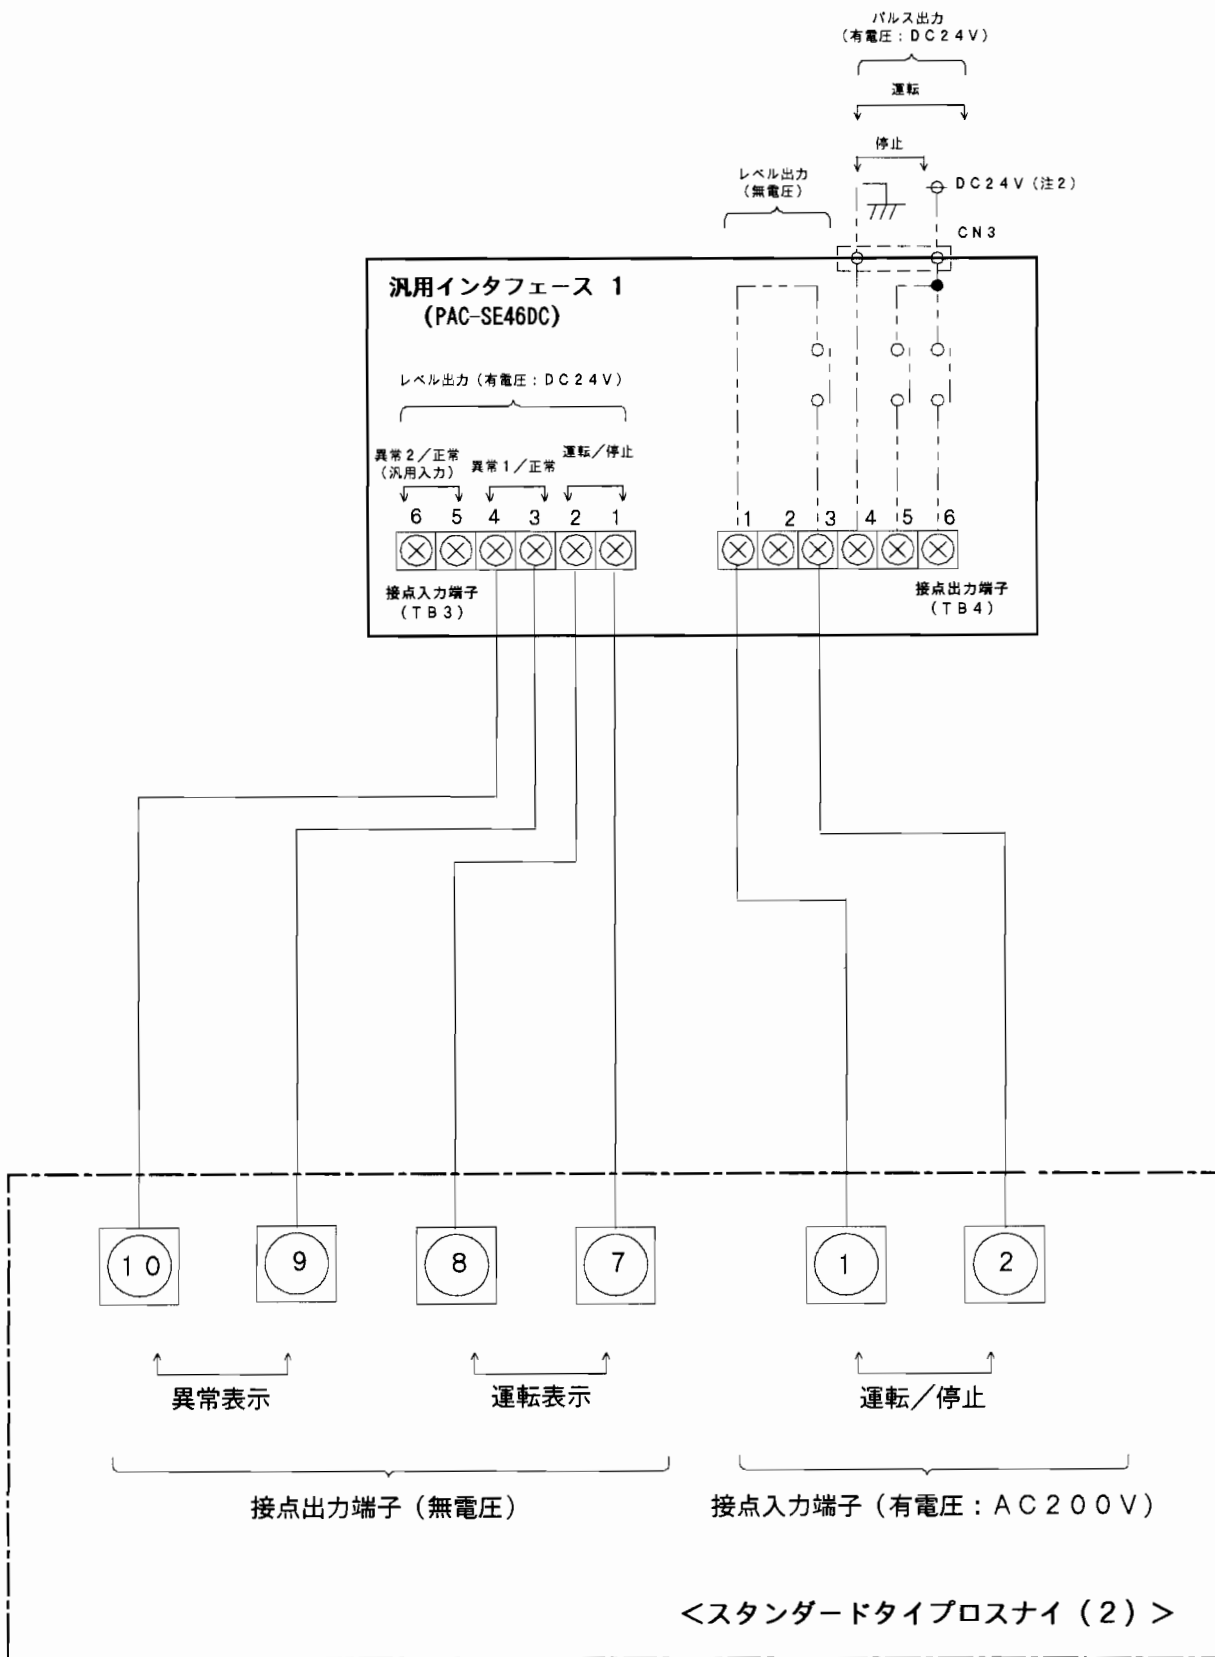 パルス出力
(有電圧：DC24V)
運転
停止
レベル出力
(無電圧)
DC24V(注2)
CN3
汎用インタフェース 1
(PAC-SE46DC)
レベル出力(有電圧：DC24V)
異常2／正常
(汎用入力)
異常1／正常
運転／停止
6 5 4 3 2 1
1 2 3 4 5 6
接点入力端子
(TB3)
接点出力端子
(TB4)
10 9 8 7 1 2
異常表示
運転表示
運転／停止
接点出力端子(無電圧)
接点入力端子(有電圧：AC200V)
＜スタンダードタイプロスナイ(2)＞